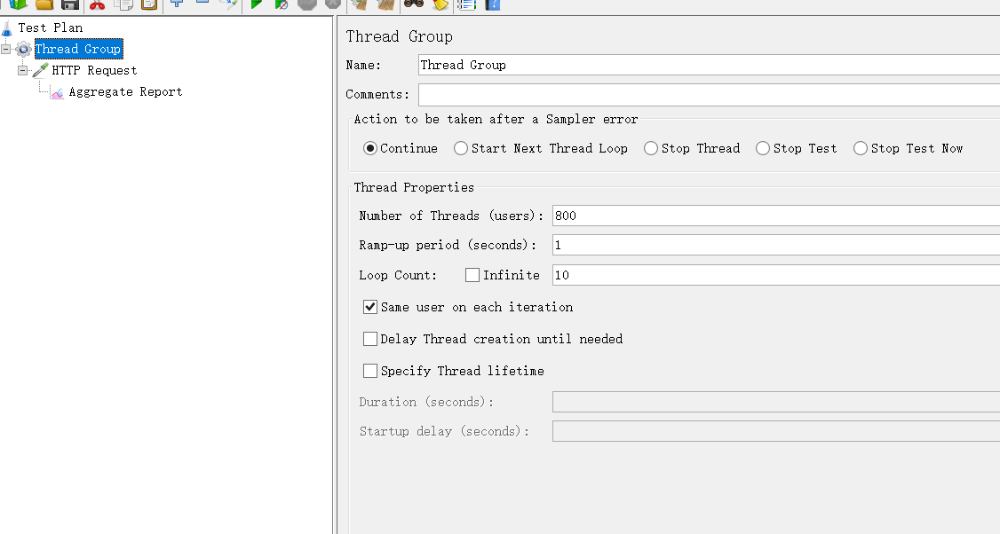 Test Plan
Thread Group
HTTP Request
Aggregate Report
Thread Group
Name: Thread Group
Comments:
Action to be taken after a Sampler error
Continue Start Next Thread Loop Stop Thread Stop Test Stop Test Now
Thread Properties
Number of Threads (users): 800
Ramp-up period (seconds): 1
Loop Count: Infinite 10
Same user on each iteration
Delay Thread creation until needed
Specify Thread lifetime
Duration (seconds):
Startup delay (seconds):